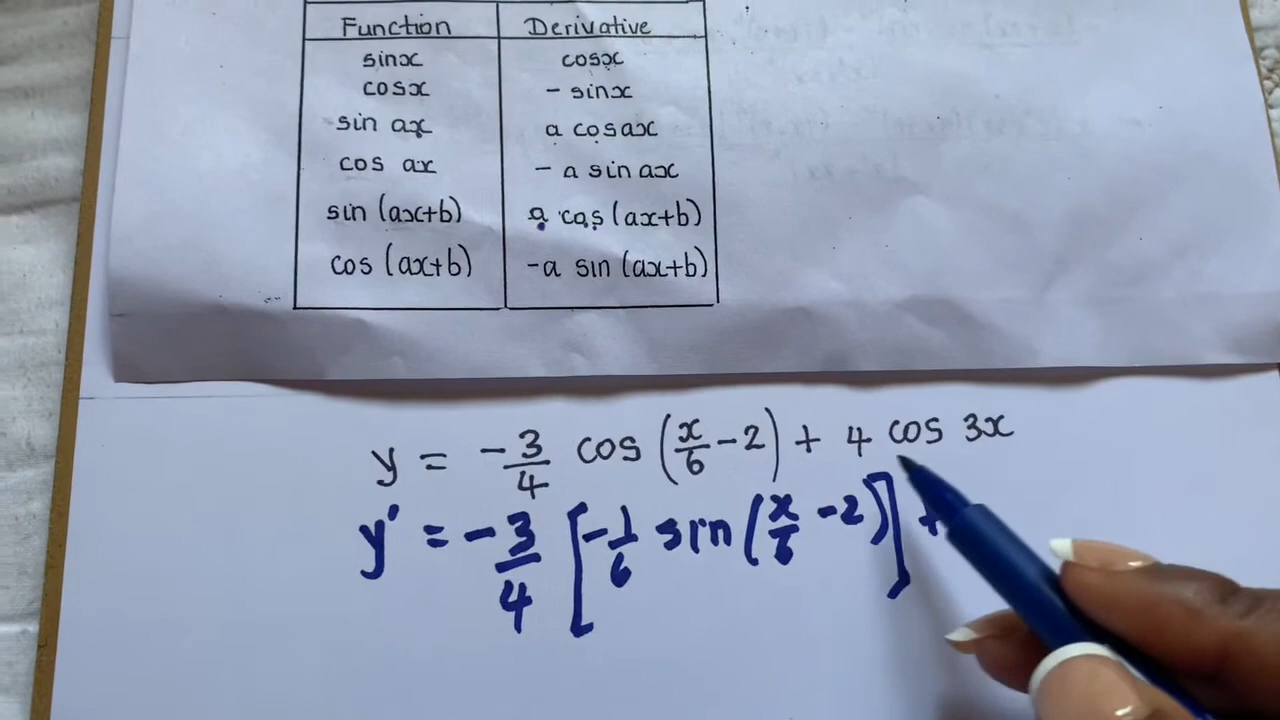 Function Derivative
sinx cosx
cosx - sinx
sin ax a cosax
cos ax - a sin ax
sin (ax+b) a cos (ax+b)
cos (ax+b) -a sin (ax+b)
y = -3/4 cos (x/6 - 2) + 4 cos 3x
y' = -3/4 [-1/6 sin (x/6 - 2)] +